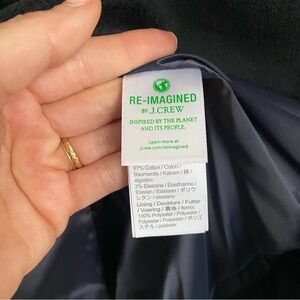 RE-IMAGINED
BY J.CREW
INSPIRED BY THE PLANET
AND ITS PEOPLE.
Learn more at
jcrew.com/reimagined
97% Cotton / Coton /
Baumwolle / Katoen / 綿 /
algodón
3% Elastane / Élasthanne /
Elastan / Elastaan / ポリウ
レタン / elastano
Lining / Doublure / Futter
/ Voering / 裏地 / forro:
100% Polyester / Polyester
/ Polyester / Polyester / ポリエ
ステル / poliéster